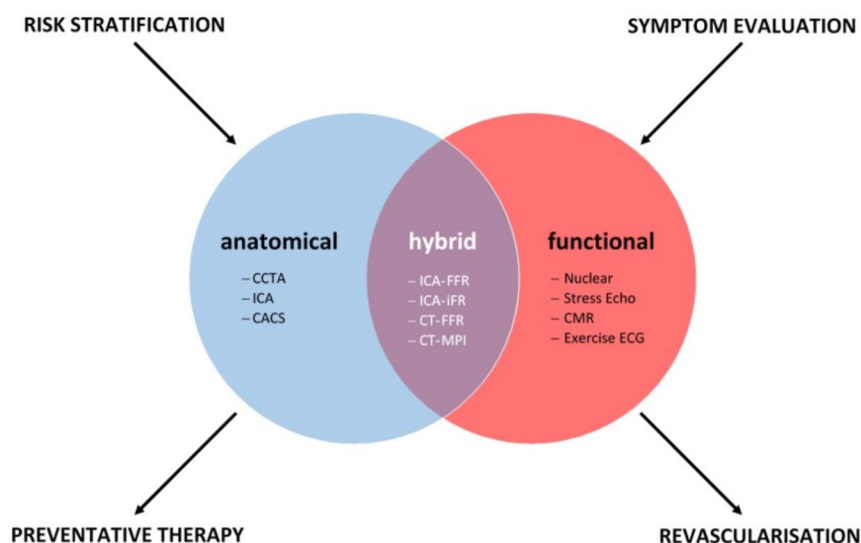 RISK STRATIFICATION
SYMPTOM EVALUATION
anatomical
– CCTA
– ICA
– CACS
hybrid
– ICA-FFR
– ICA-iFR
– CT-FFR
– CT-MPI
functional
– Nuclear
– Stress Echo
– CMR
– Exercise ECG
PREVENTATIVE THERAPY
REVASCULARISATION